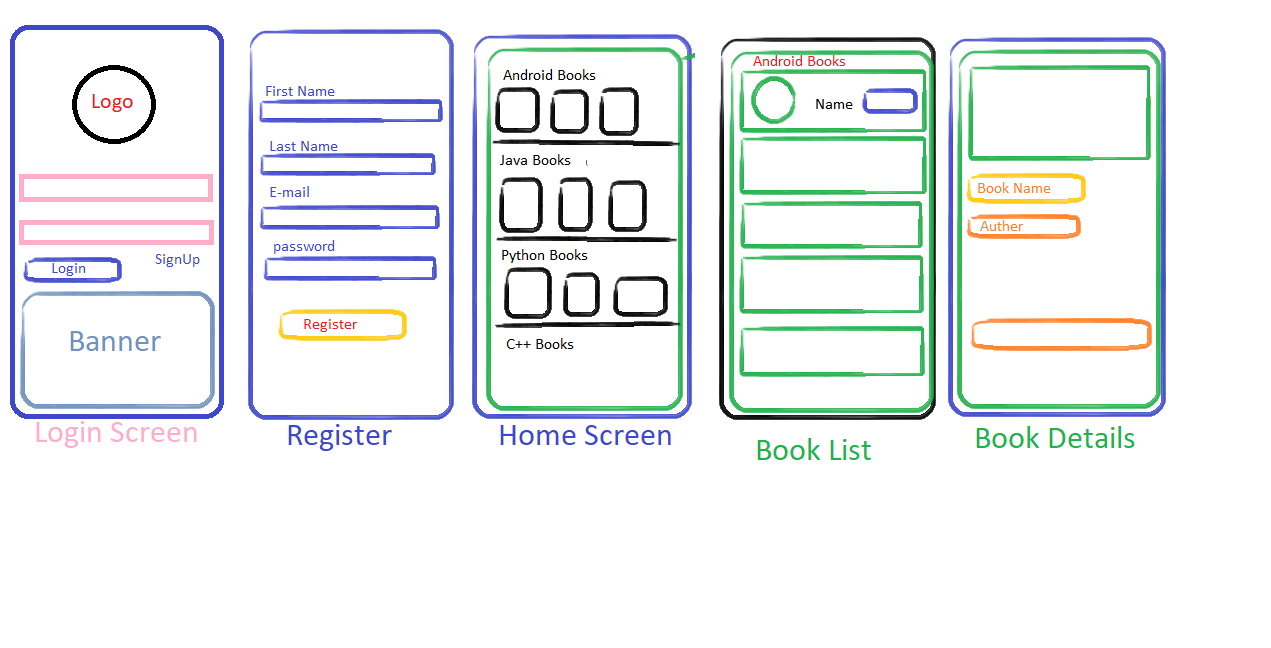 Logo
Login
SignUp
Banner
Login Screen
First Name
Last Name
E-mail
password
Register
Register
Android Books
Java Books
Python Books
C++ Books
Home Screen
Android Books
Name
Book List
Book Name
Auther
Book Details